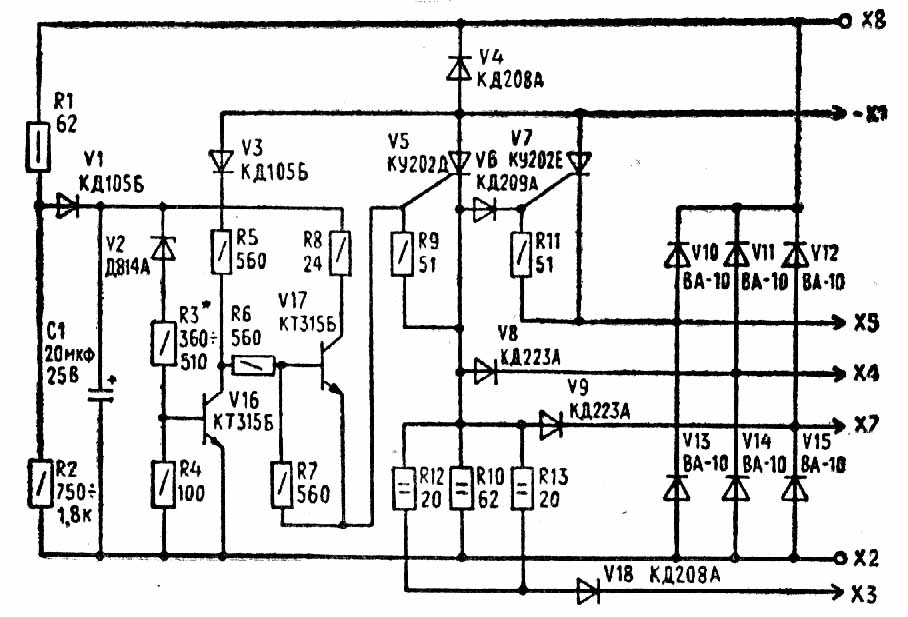 X8
V4
КД208А
R1
62
-X1
V3
КД105Б
V5
КУ202Д
V6
КД209А
V7
КУ202Е
V1
КД105Б
V2
Д814А
R5
560
R8
24
R9
51
R11
51
V10
ВА-10
V11
ВА-10
V12
ВА-10
C1
20мкф
25В
+
R3*
360÷
510
R6
560
V17
КТ315Б
X5
V8
КД223А
X4
V9
КД223А
X7
V16
КТ315Б
V13
ВА-10
V14
ВА-10
V15
ВА-10
R2
750÷
1,8к
R4
100
R7
560
R12
20
R10
62
R13
20
X2
V18 КД208А
X3